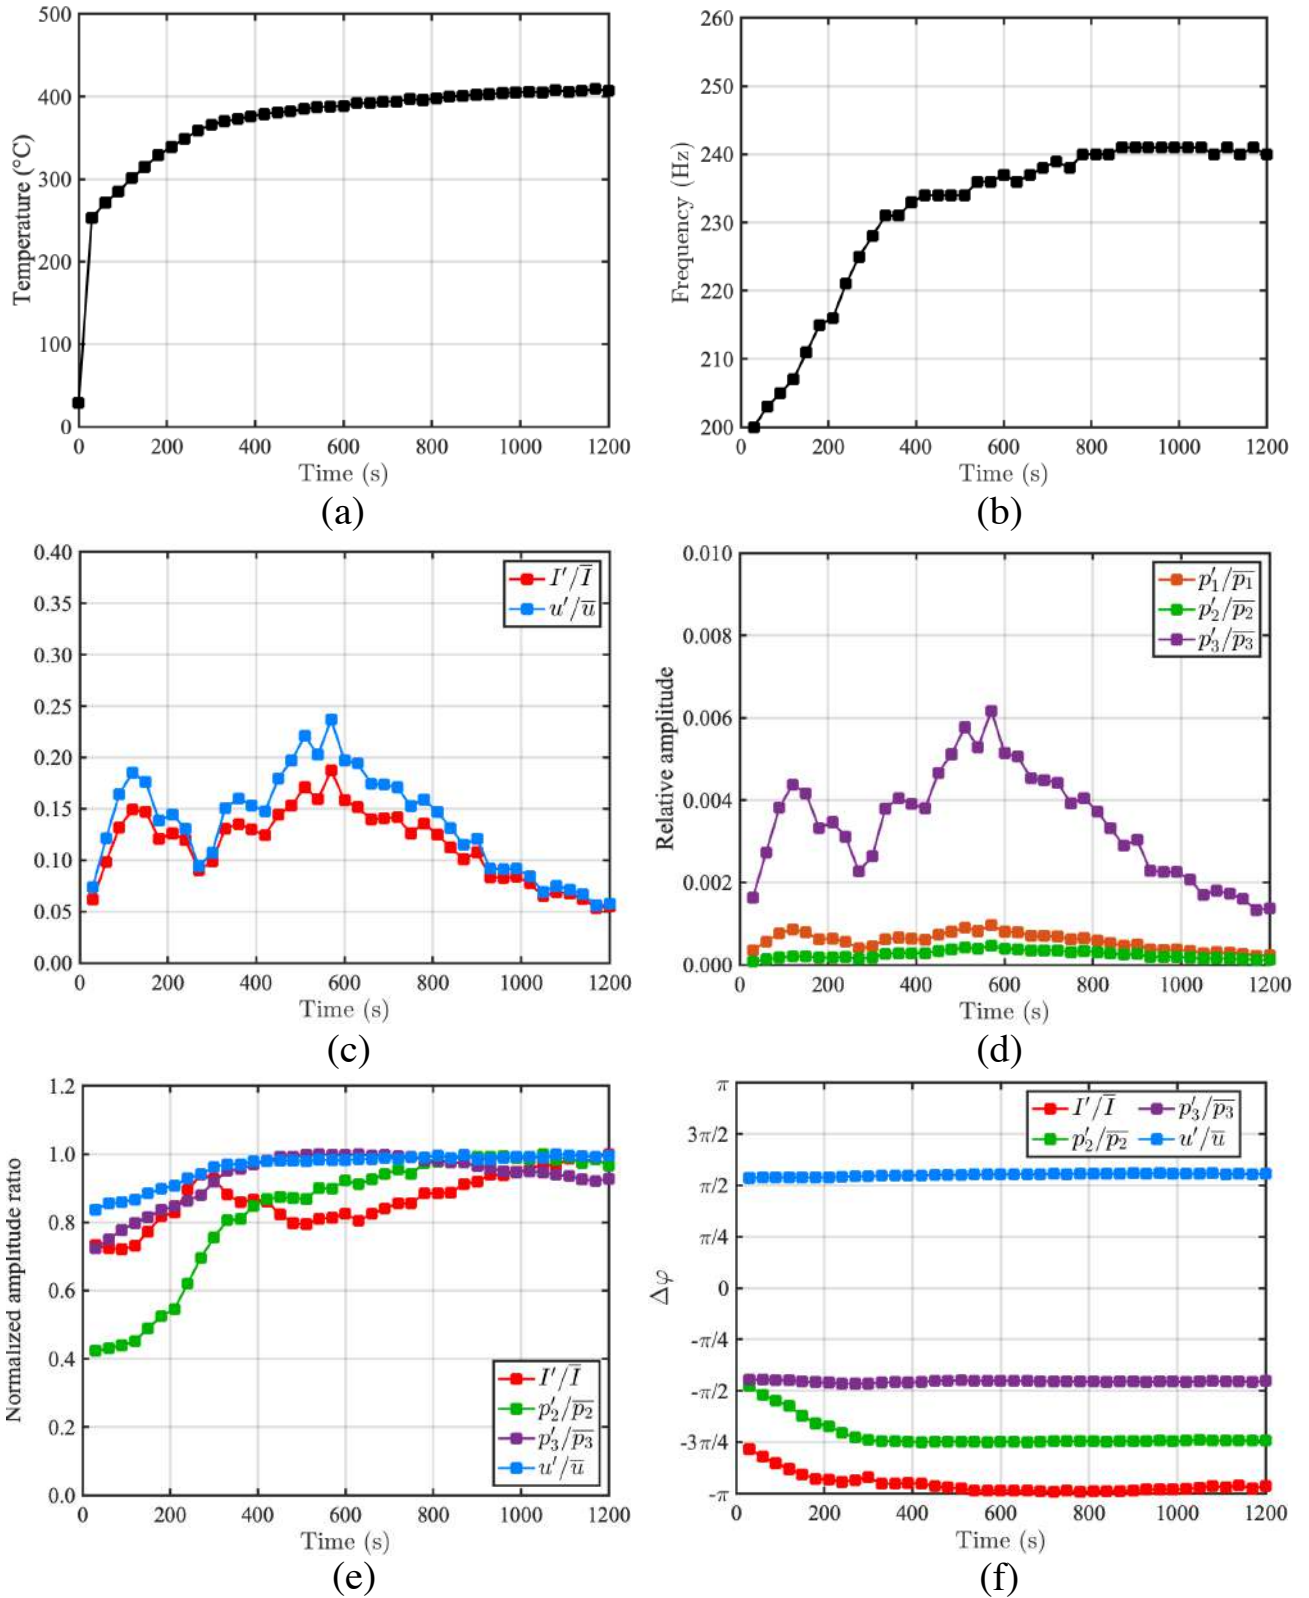 500
400
300
200
100
0
Temperature (°C)
0 200 400 600 800 1000 1200
Time (s)
(a)
260
250
240
230
220
210
200
Frequency (Hz)
0 200 400 600 800 1000 1200
Time (s)
(b)
0.40
0.35
0.30
0.25
0.20
0.15
0.10
0.05
0.00
I′/I̅
u′/u̅
0 200 400 600 800 1000 1200
Time (s)
(c)
0.010
0.008
0.006
0.004
0.002
0.000
Relative amplitude
p′₁/p̅₁
p′₂/p̅₂
p′₃/p̅₃
0 200 400 600 800 1000 1200
Time (s)
(d)
1.2
1.0
0.8
0.6
0.4
0.2
0.0
Normalized amplitude ratio
I′/I̅
p′₂/p̅₂
p′₃/p̅₃
u′/u̅
0 200 400 600 800 1000 1200
Time (s)
(e)
π
3π/2
π/2
π/4
0
-π/4
-π/2
-3π/4
-π
Δφ
I′/I̅ p′₃/p̅₃
p′₂/p̅₂ u′/u̅
0 200 400 600 800 1000 1200
Time (s)
(f)